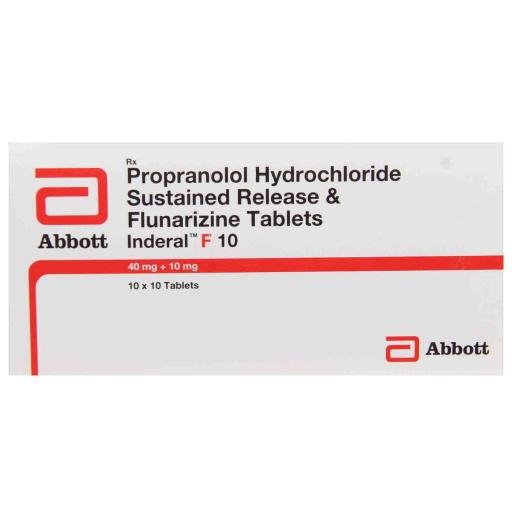 Rx
Propranolol Hydrochloride
Sustained Release &
Flunarizine Tablets
Inderal™ F 10
Abbott
40 mg + 10 mg
10 x 10 Tablets
Abbott